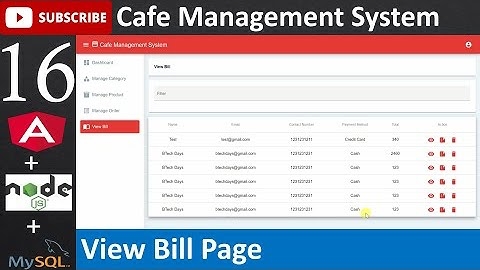 SUBSCRIBE
Cafe Management System
16
Cafe Management System
Dashboard
Manage Category
Manage Product
Manage Order
View Bill
View Bill
Filter
Name Email Contact Number Payment Method Total Action
Test test@gmail.com 1231231231 Credit Card 340
BTech Days btechdays@gmail.com 1231231231 Cash 2469
BTech Days btechdays@gmail.com 1231231231 Cash 123
BTech Days btechdays@gmail.com 1231231231 Cash 123
BTech Days btechdays@gmail.com 1231231231 Cash 123
BTech Days btechdays@gmail.com 1231231231 Cash 123
A
+
node
JS
+
MySQL
View Bill Page